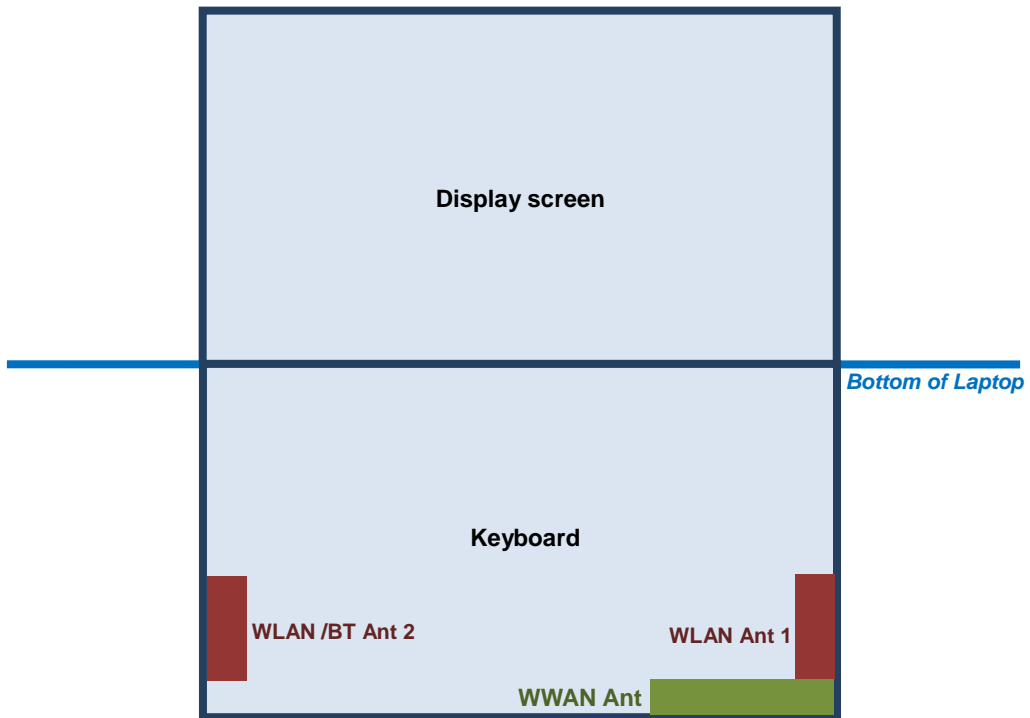 Display screen
Bottom of Laptop
Keyboard
WLAN /BT Ant 2
WLAN Ant 1
WWAN Ant